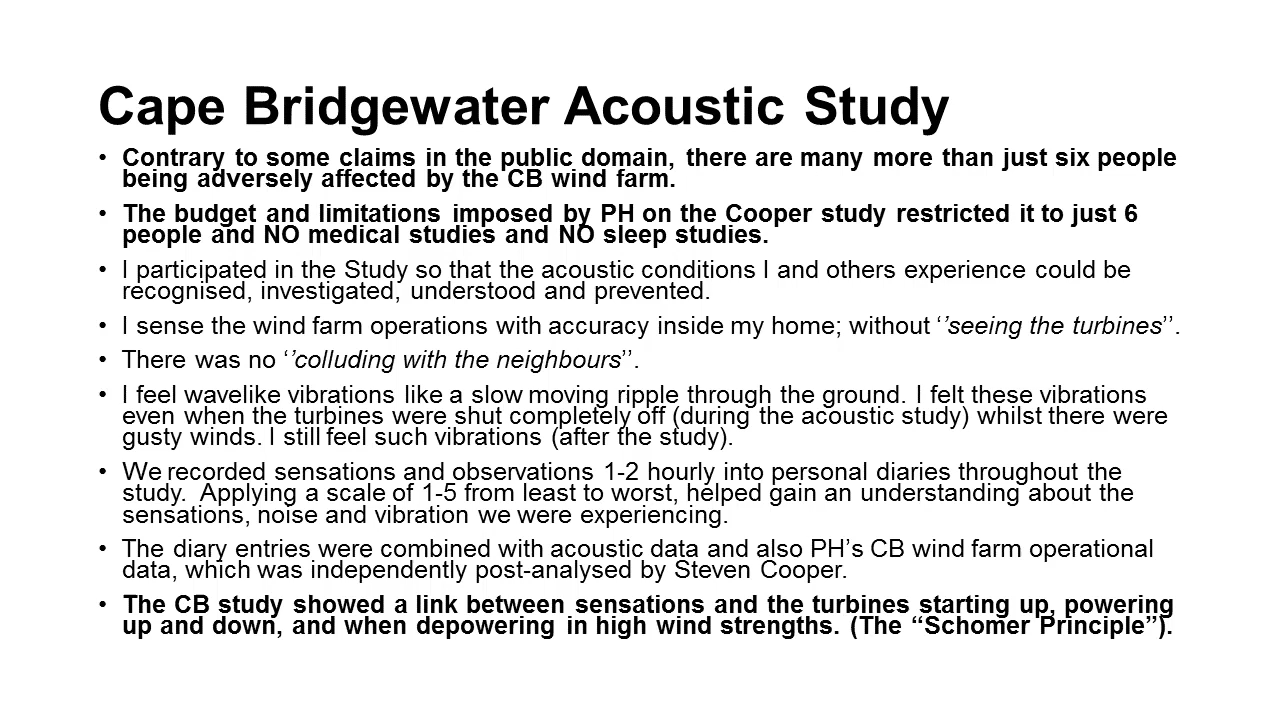 Cape Bridgewater Acoustic Study
• Contrary to some claims in the public domain, there are many more than just six people
being adversely affected by the CB wind farm.
• The budget and limitations imposed by PH on the Cooper study restricted it to just 6
people and NO medical studies and NO sleep studies.
• I participated in the Study so that the acoustic conditions I and others experience could be
recognised, investigated, understood and prevented.
• I sense the wind farm operations with accuracy inside my home; without ‘’seeing the turbines’’.
• There was no ‘’colluding with the neighbours’’.
• I feel wavelike vibrations like a slow moving ripple through the ground. I felt these vibrations
even when the turbines were shut completely off (during the acoustic study) whilst there were
gusty winds. I still feel such vibrations (after the study).
• We recorded sensations and observations 1-2 hourly into personal diaries throughout the
study.  Applying a scale of 1-5 from least to worst, helped gain an understanding about the
sensations, noise and vibration we were experiencing.
• The diary entries were combined with acoustic data and also PH’s CB wind farm operational
data, which was independently post-analysed by Steven Cooper.
• The CB study showed a link between sensations and the turbines starting up, powering
up and down, and when depowering in high wind strengths. (The “Schomer Principle”).